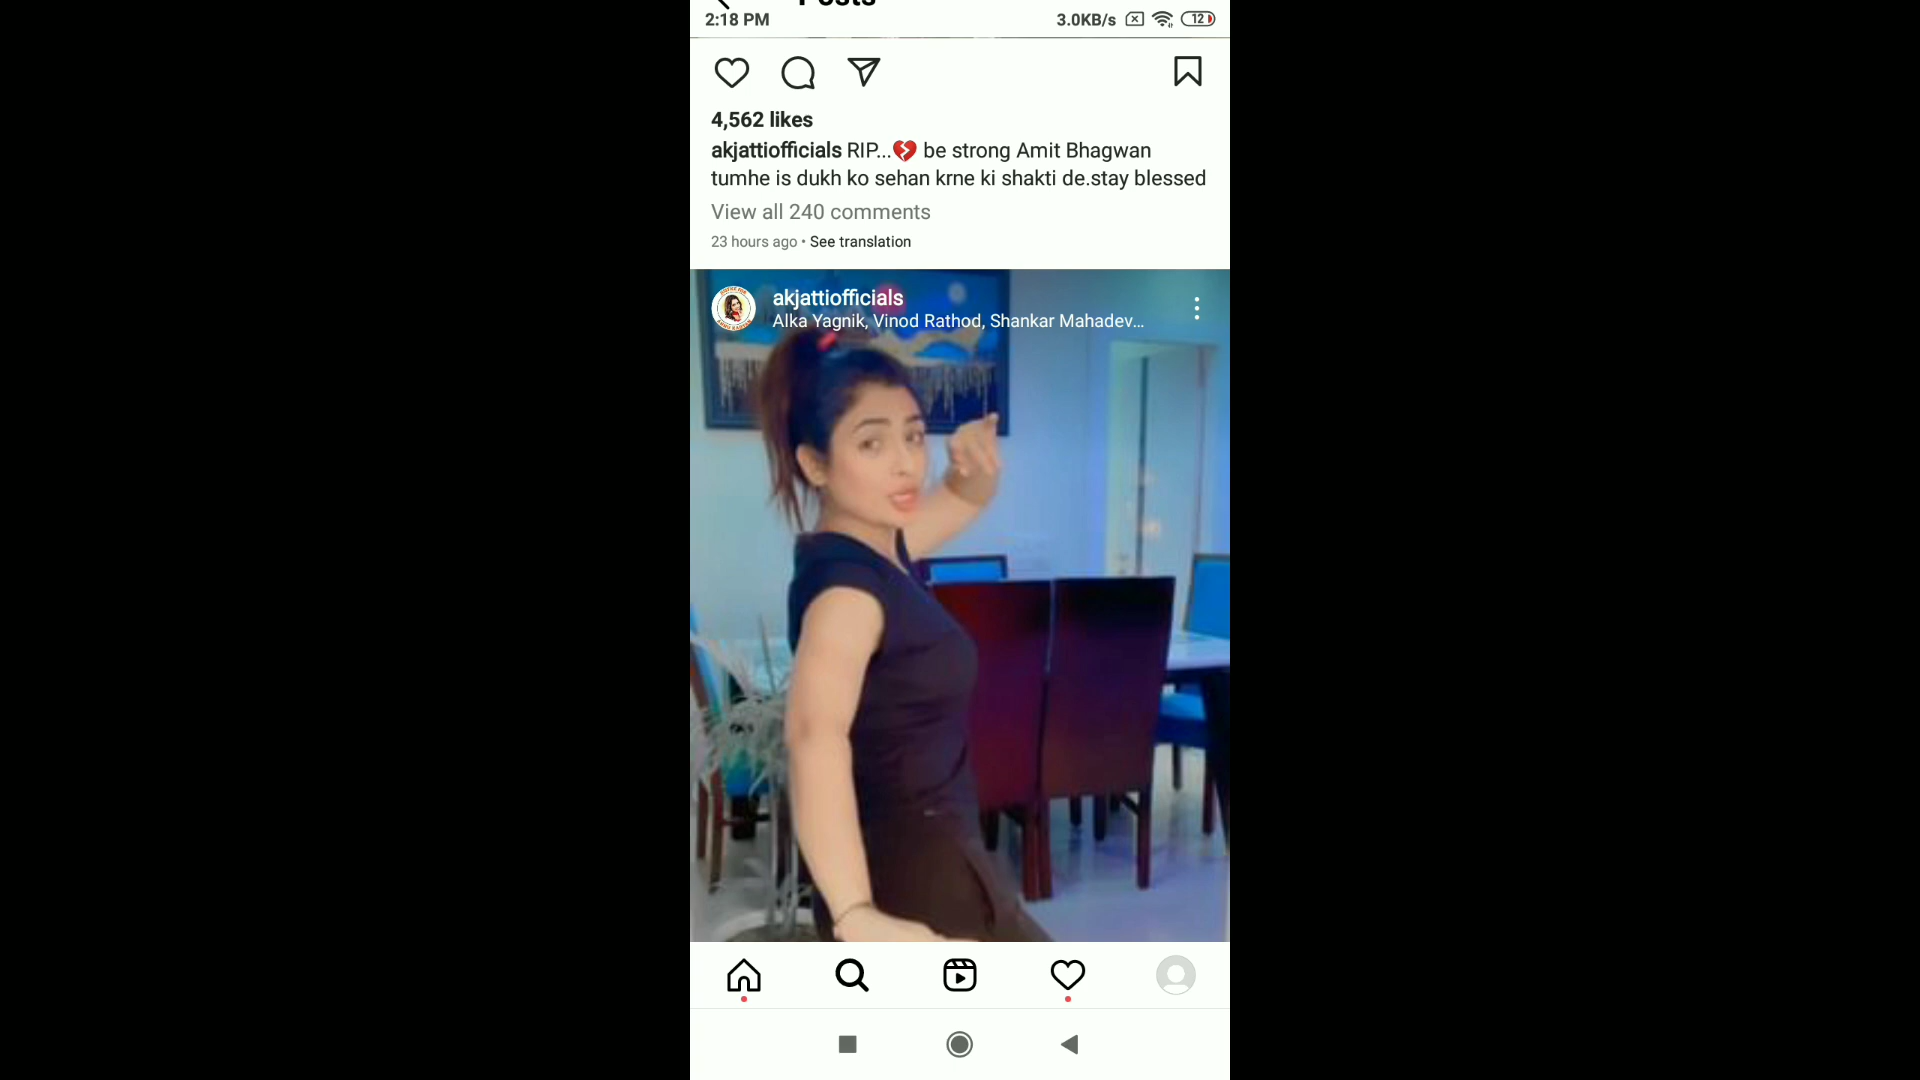 Posts
2:18 PM 3.0KB/s 12
4,562 likes
akjattiofficials RIP...💔 be strong Amit Bhagwan
tumhe is dukh ko sehan krne ki shakti de.stay blessed
View all 240 comments
23 hours ago • See translation
akjattiofficials
Alka Yagnik, Vinod Rathod, Shankar Mahadev...